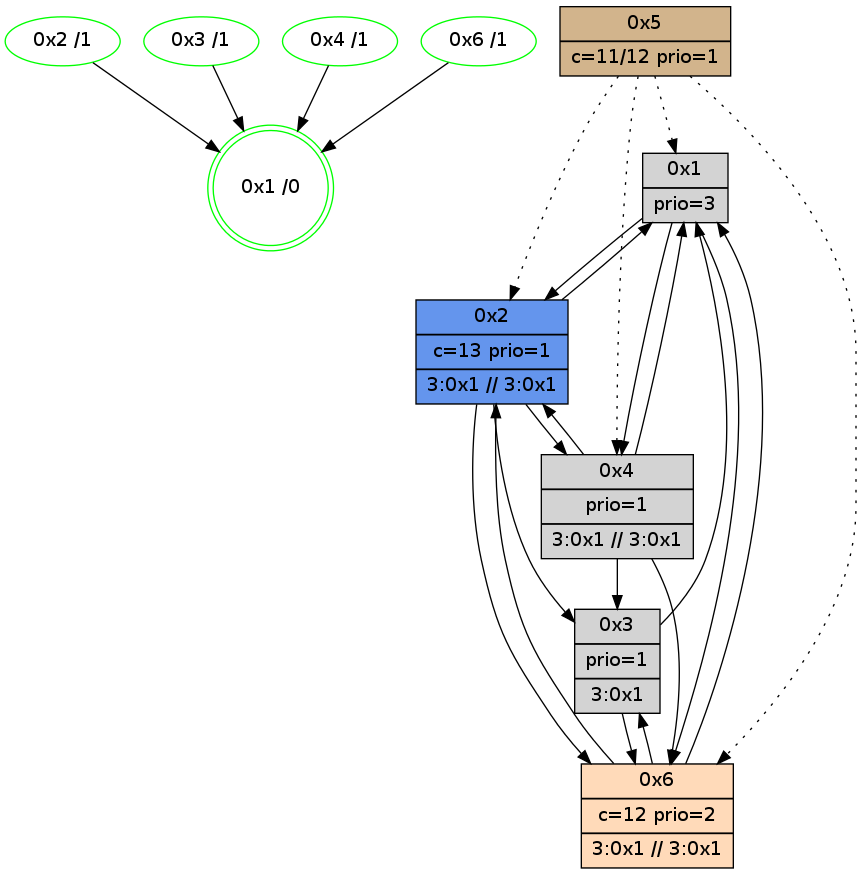 0x2 /1
0x3 /1
0x4 /1
0x6 /1
0x5
c=11/12 prio=1
0x1 /0
0x1
prio=3
0x2
c=13 prio=1
3:0x1 // 3:0x1
0x4
prio=1
3:0x1 // 3:0x1
0x3
prio=1
3:0x1
0x6
c=12 prio=2
3:0x1 // 3:0x1